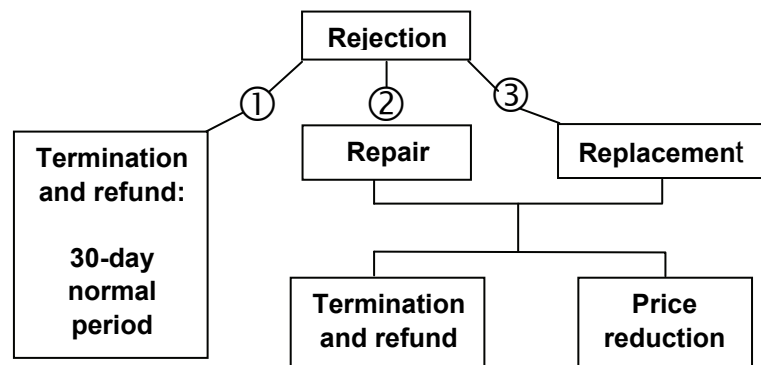 Rejection
①
②
③
Termination
and refund:
30-day
normal
period
Repair
Replacement
Termination
and refund
Price
reduction